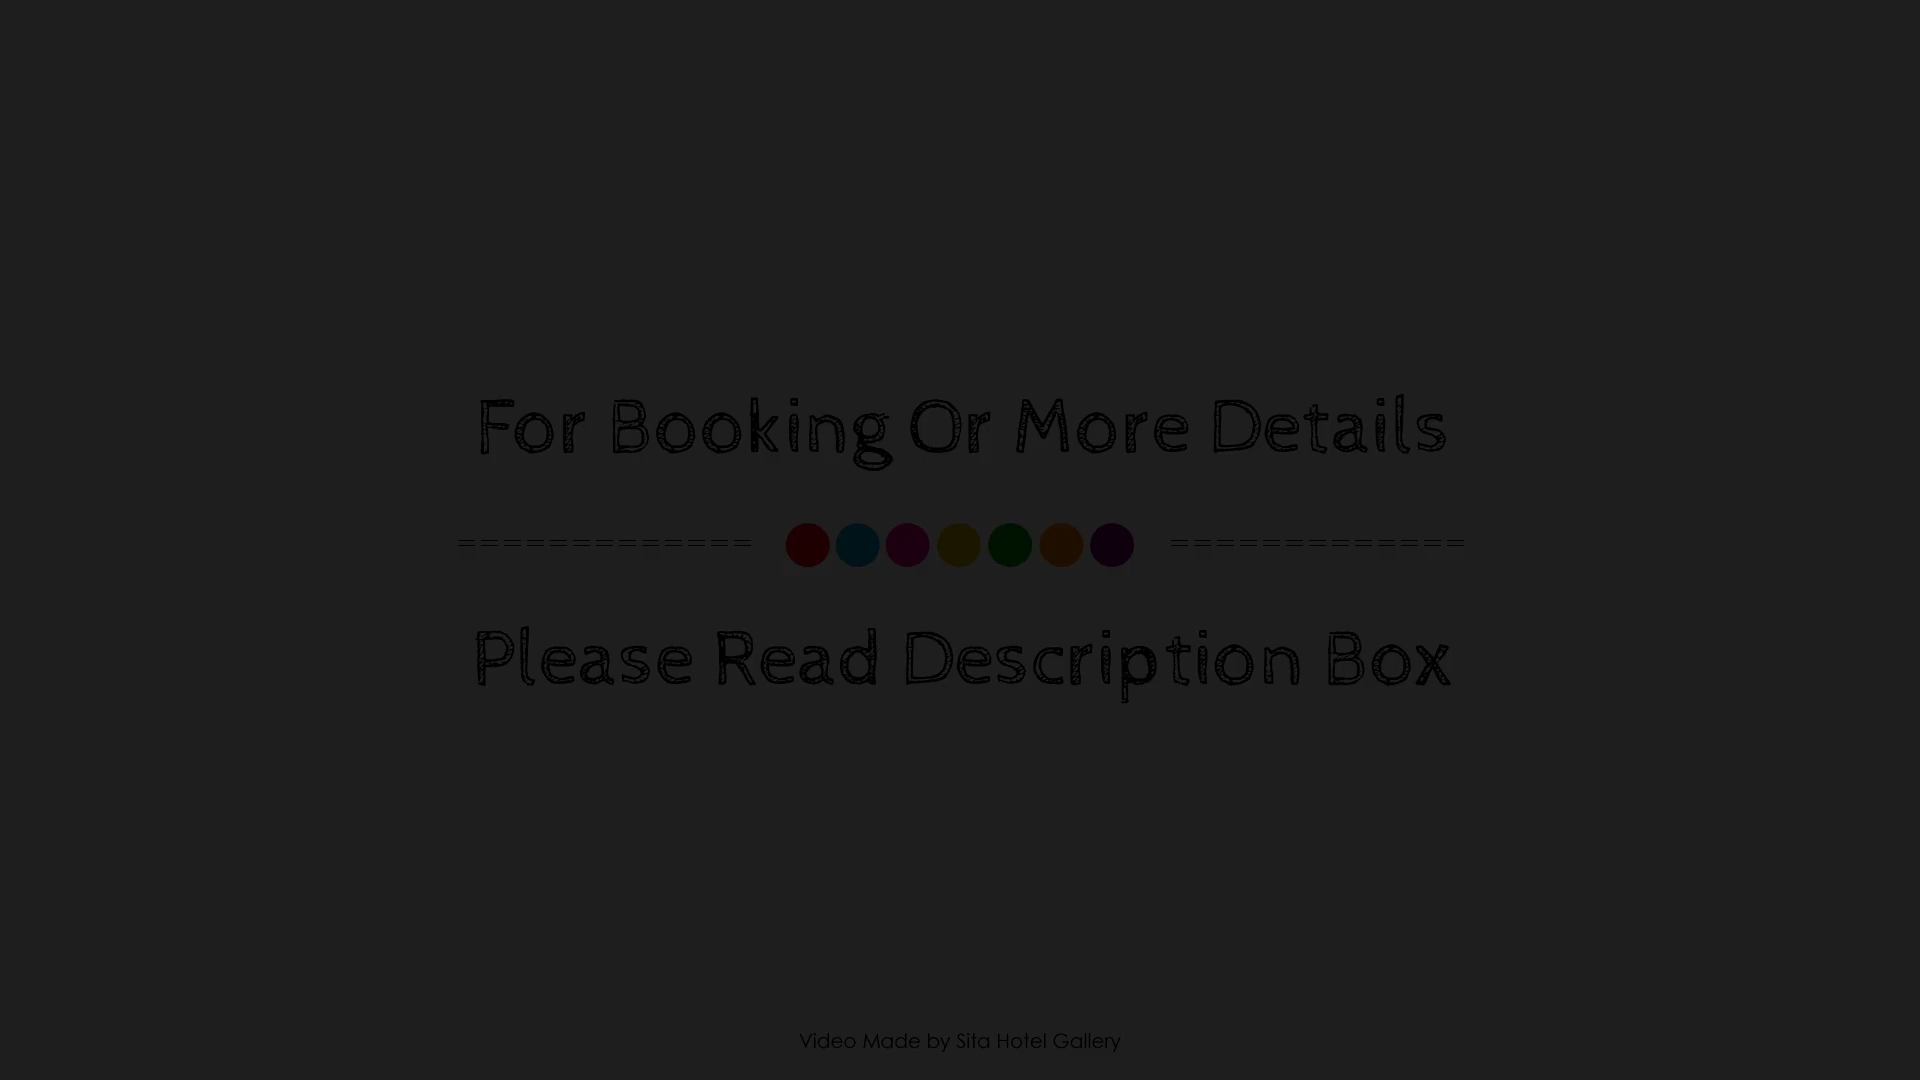 For Booking Or More Details
============= =============
Please Read Description Box
Video Made by Sita Hotel Gallery